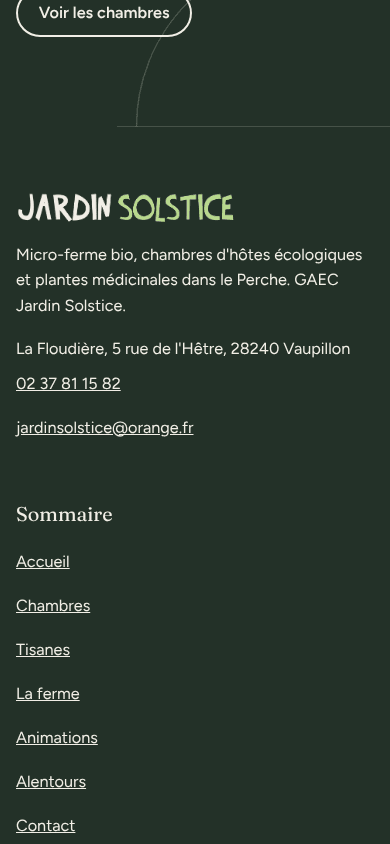 Voir les chambres
JARDIN SOLSTICE
Micro-ferme bio, chambres d'hôtes écologiques
et plantes médicinales dans le Perche. GAEC
Jardin Solstice.
La Floudière, 5 rue de l'Hêtre, 28240 Vaupillon
02 37 81 15 82
jardinsolstice@orange.fr
Sommaire
Accueil
Chambres
Tisanes
La ferme
Animations
Alentours
Contact